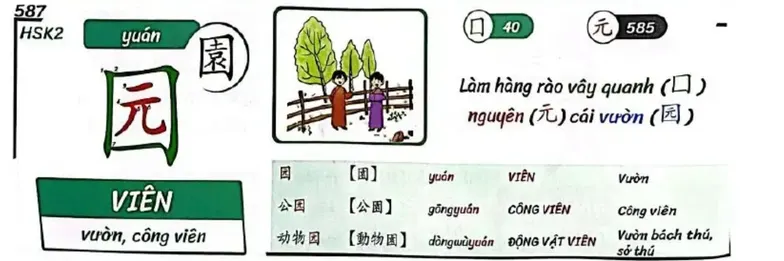 587
HSK2
yuán
園
园
VIÊN
vườn, công viên
口 40
元 585
Làm hàng rào vây quanh (口)
nguyên (元) cái vườn (园)
园 【園】 yuán VIÊN Vườn
公园 【公園】 gōngyuán CÔNG VIÊN Công viên
动物园 【動物園】 dòngwùyuán ĐỘNG VẬT VIÊN Vườn bách thú,
sở thú